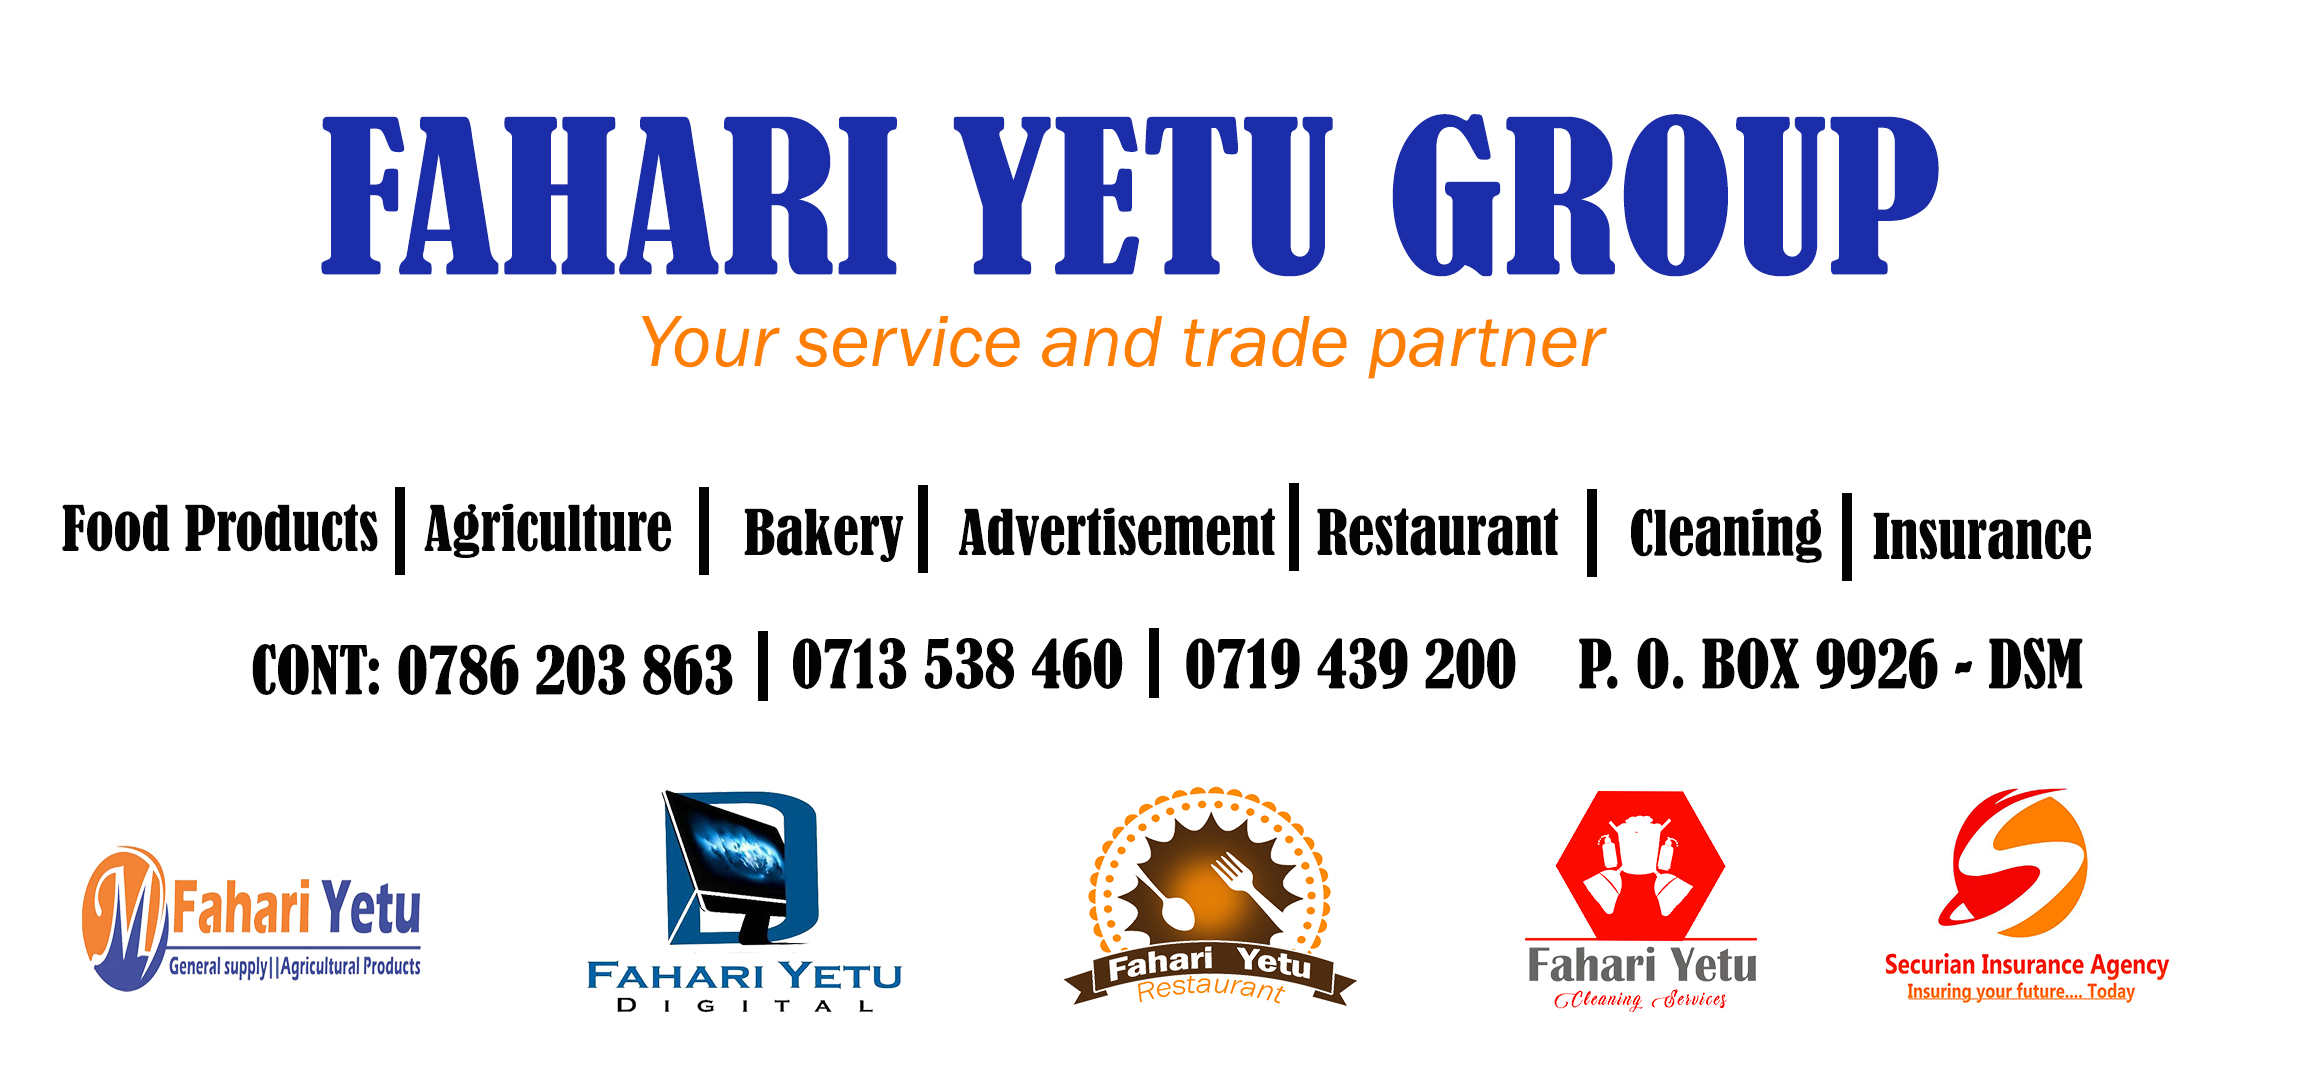 FAHARI YETU GROUP
Your service and trade partner
Food Products | Agriculture | Bakery | Advertisement | Restaurant | Cleaning | Insurance
CONT: 0786 203 863 | 0713 538 460 | 0719 439 200 P. O. BOX 9926 - DSM
M Fahari Yetu
General supply||Agricultural Products
D
FAHARI YETU
DIGITAL
Fahari Yetu
Restaurant
Fahari Yetu
Cleaning Services
S
Securian Insurance Agency
Insuring your future.... Today